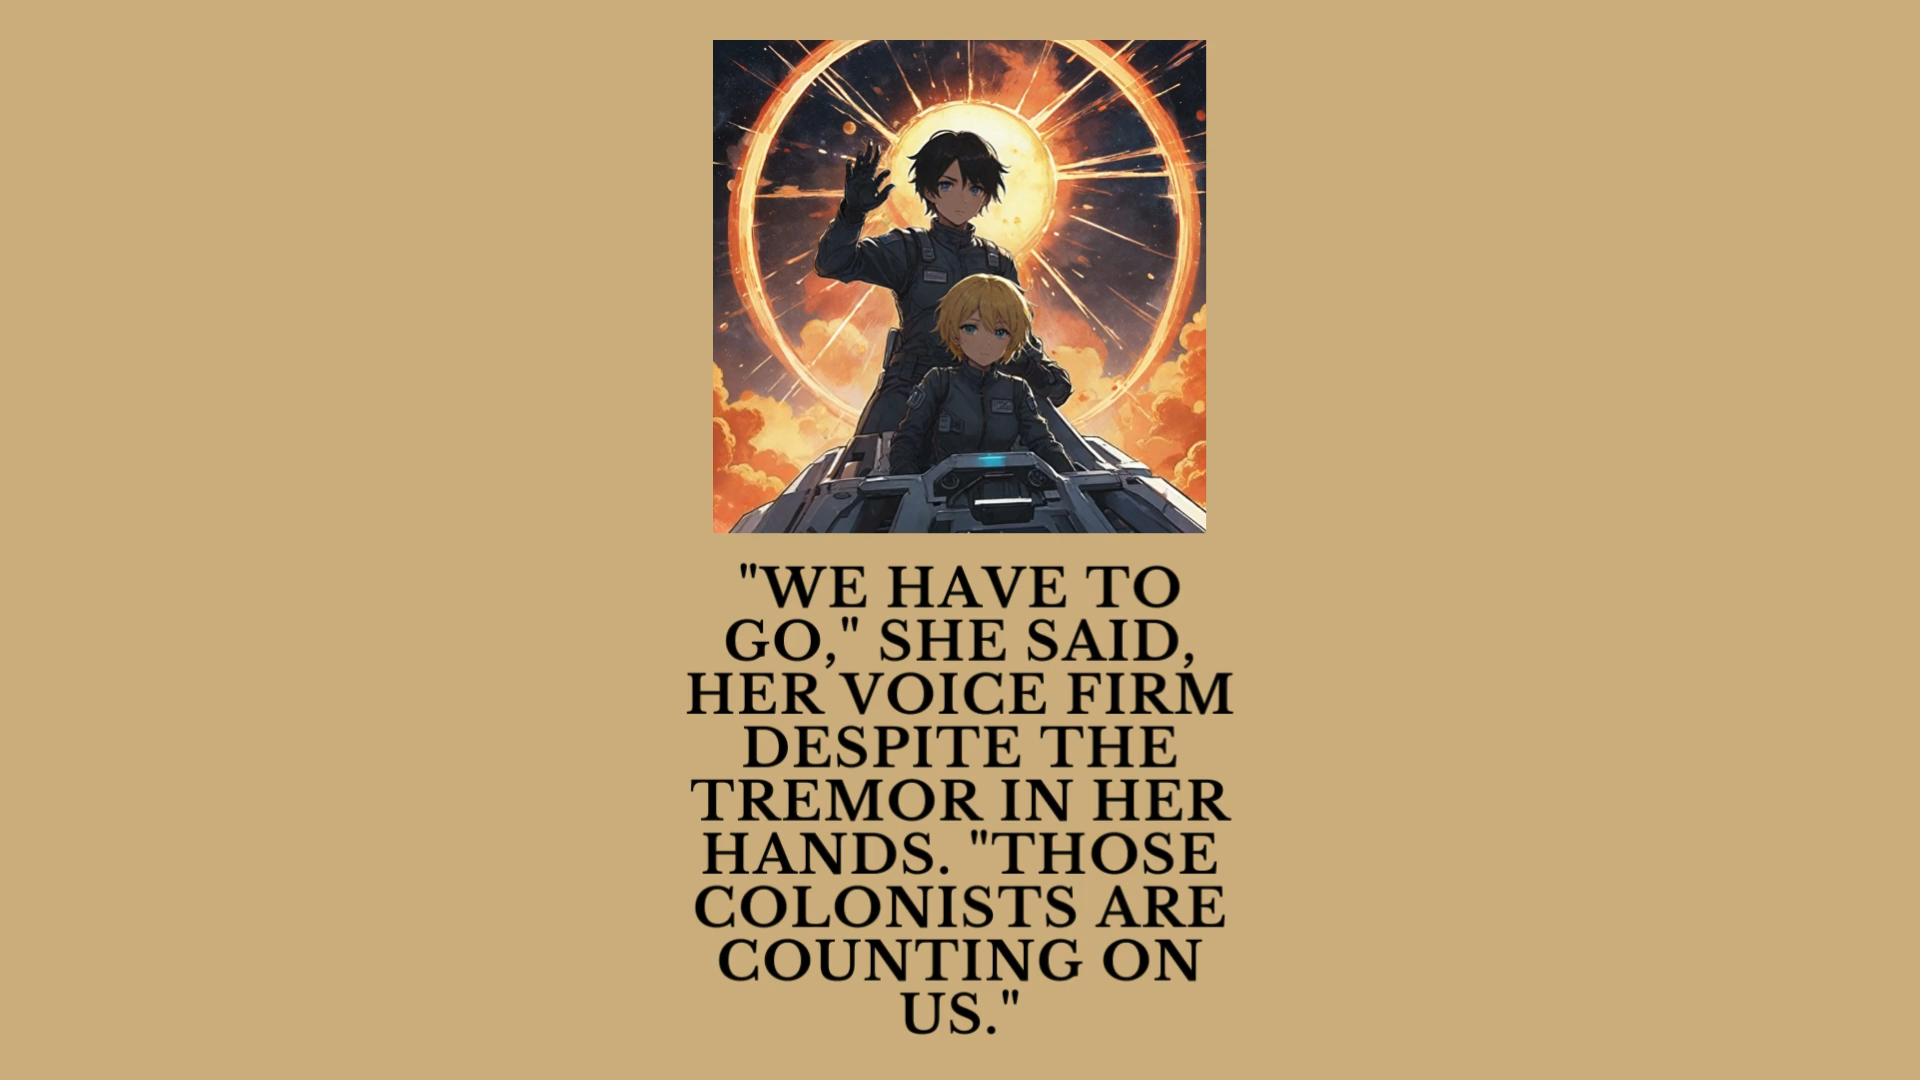 "WE HAVE TO
GO," SHE SAID,
HER VOICE FIRM
DESPITE THE
TREMOR IN HER
HANDS. "THOSE
COLONISTS ARE
COUNTING ON
US."